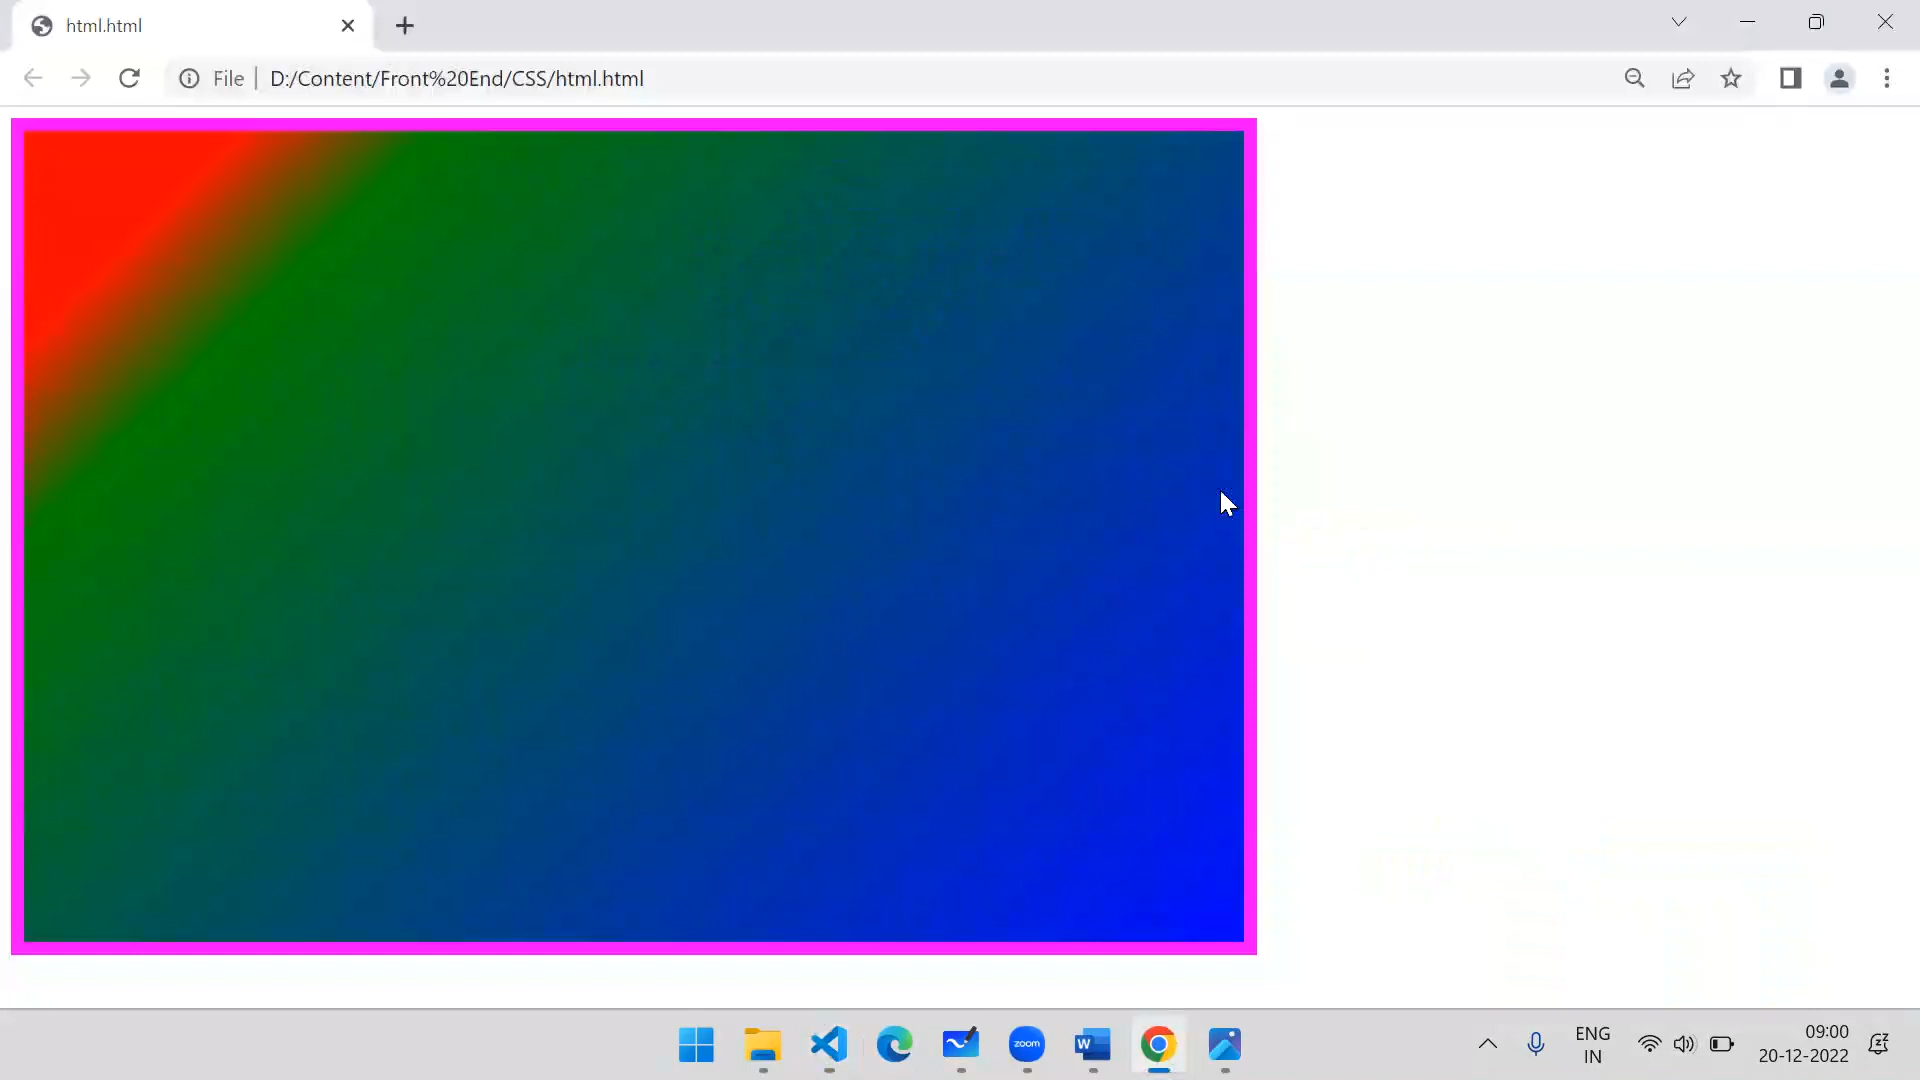 html.html
File D:/Content/Front%20End/CSS/html.html
zoom
W
ENG
IN
09:00
20-12-2022